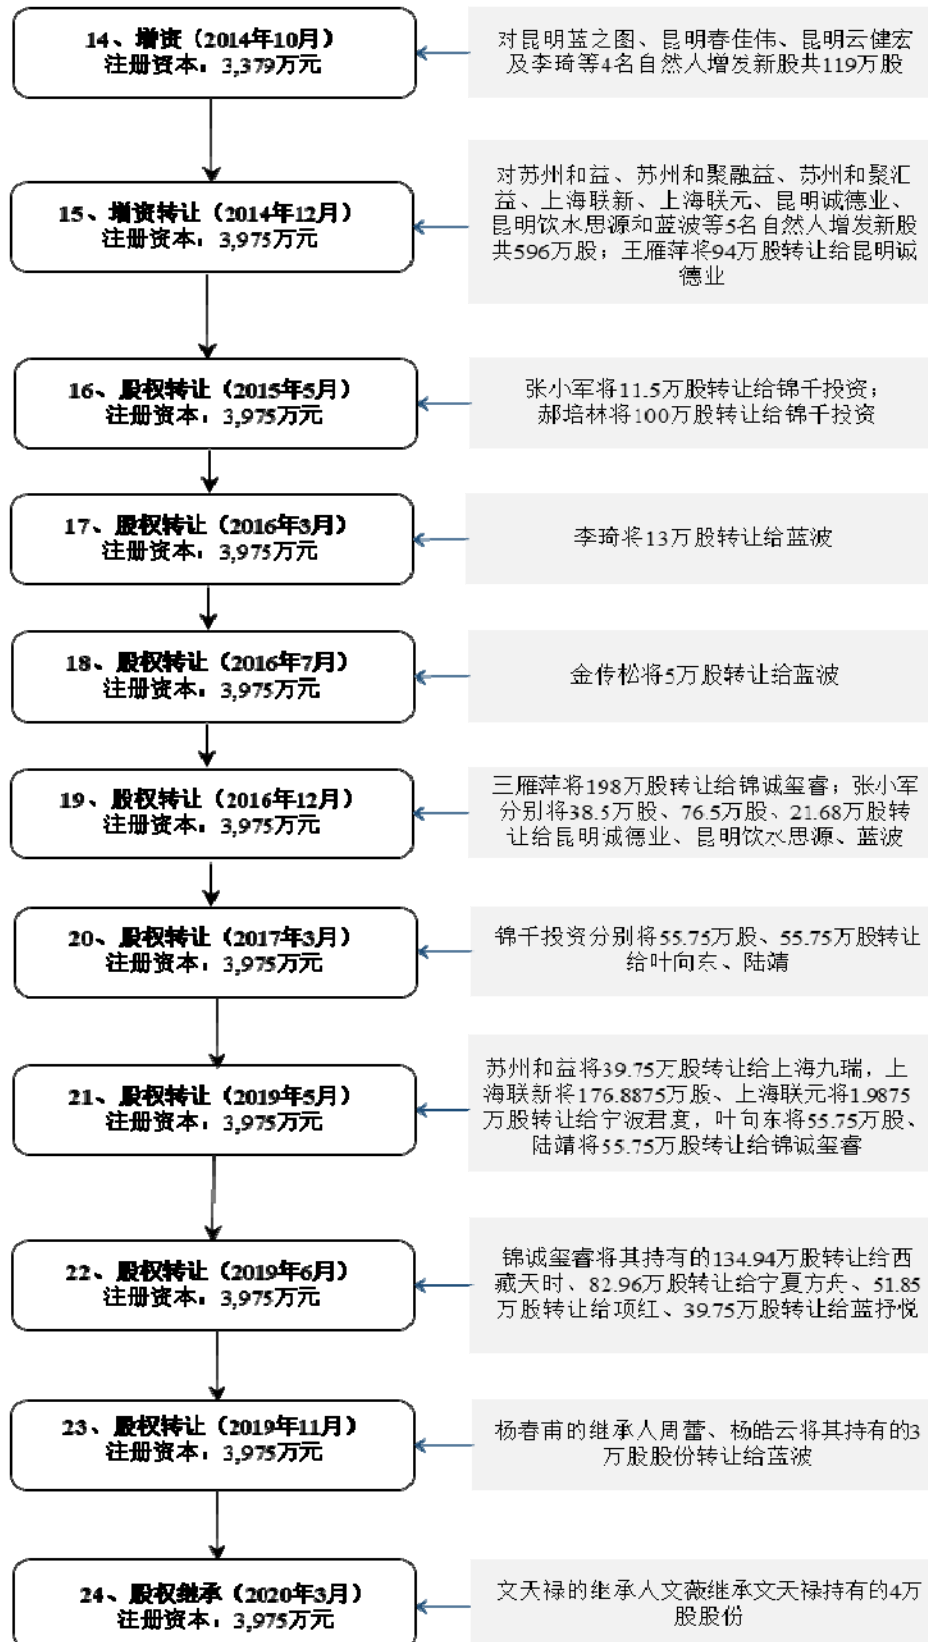 14、增资（2014年10月）
注册资本：3,379万元
对昆明蓝之图、昆明春佳伟、昆明云健宏
及李琦等4名自然人增发新股共119万股
15、增资转让（2014年12月）
注册资本：3,975万元
对苏州和益、苏州和聚融益、苏州和聚汇
益、上海联新、上海联元、昆明诚德业、
昆明饮水思源和蓝波等5名自然人增发新股
共596万股；王雁萍将94万股转让给昆明诚
德业
16、股权转让（2015年5月）
注册资本：3,975万元
张小军将11.5万股转让给锦千投资；
郝培林将100万股转让给锦千投资
17、股权转让（2016年3月）
注册资本：3,975万元
李琦将13万股转让给蓝波
18、股权转让（2016年7月）
注册资本：3,975万元
金传松将5万股转让给蓝波
19、股权转让（2016年12月）
注册资本：3,975万元
三雁萍将198万股转让给锦诚玺睿；张小军
分别将38.5万股、76.5万股、21.68万股转
让给昆明诚德业、昆明饮水思源、蓝波
20、股权转让（2017年3月）
注册资本：3,975万元
锦千投资分别将55.75万股、55.75万股转让
给叶向东、陆靖
21、股权转让（2019年5月）
注册资本：3,975万元
苏州和益将39.75万股转让给上海九瑞，上
海联新将176.8875万股、上海联元将1.9875
万股转让给宁波君度，叶向东将55.75万股、
陆靖将55.75万股转让给锦诚玺睿
22、股权转让（2019年6月）
注册资本：3,975万元
锦诚玺睿将其持有的134.94万股转让给西
藏天时、82.96万股转让给宁夏方舟、51.85
万股转让给项红、39.75万股转让给蓝抒悦
23、股权转让（2019年11月）
注册资本：3,975万元
杨春甫的继承人周蕾、杨皓云将其持有的3
万股股份转让给蓝波
24、股权继承（2020年3月）
注册资本：3,975万元
文天禄的继承人文薇继承文天禄持有的4万
股股份